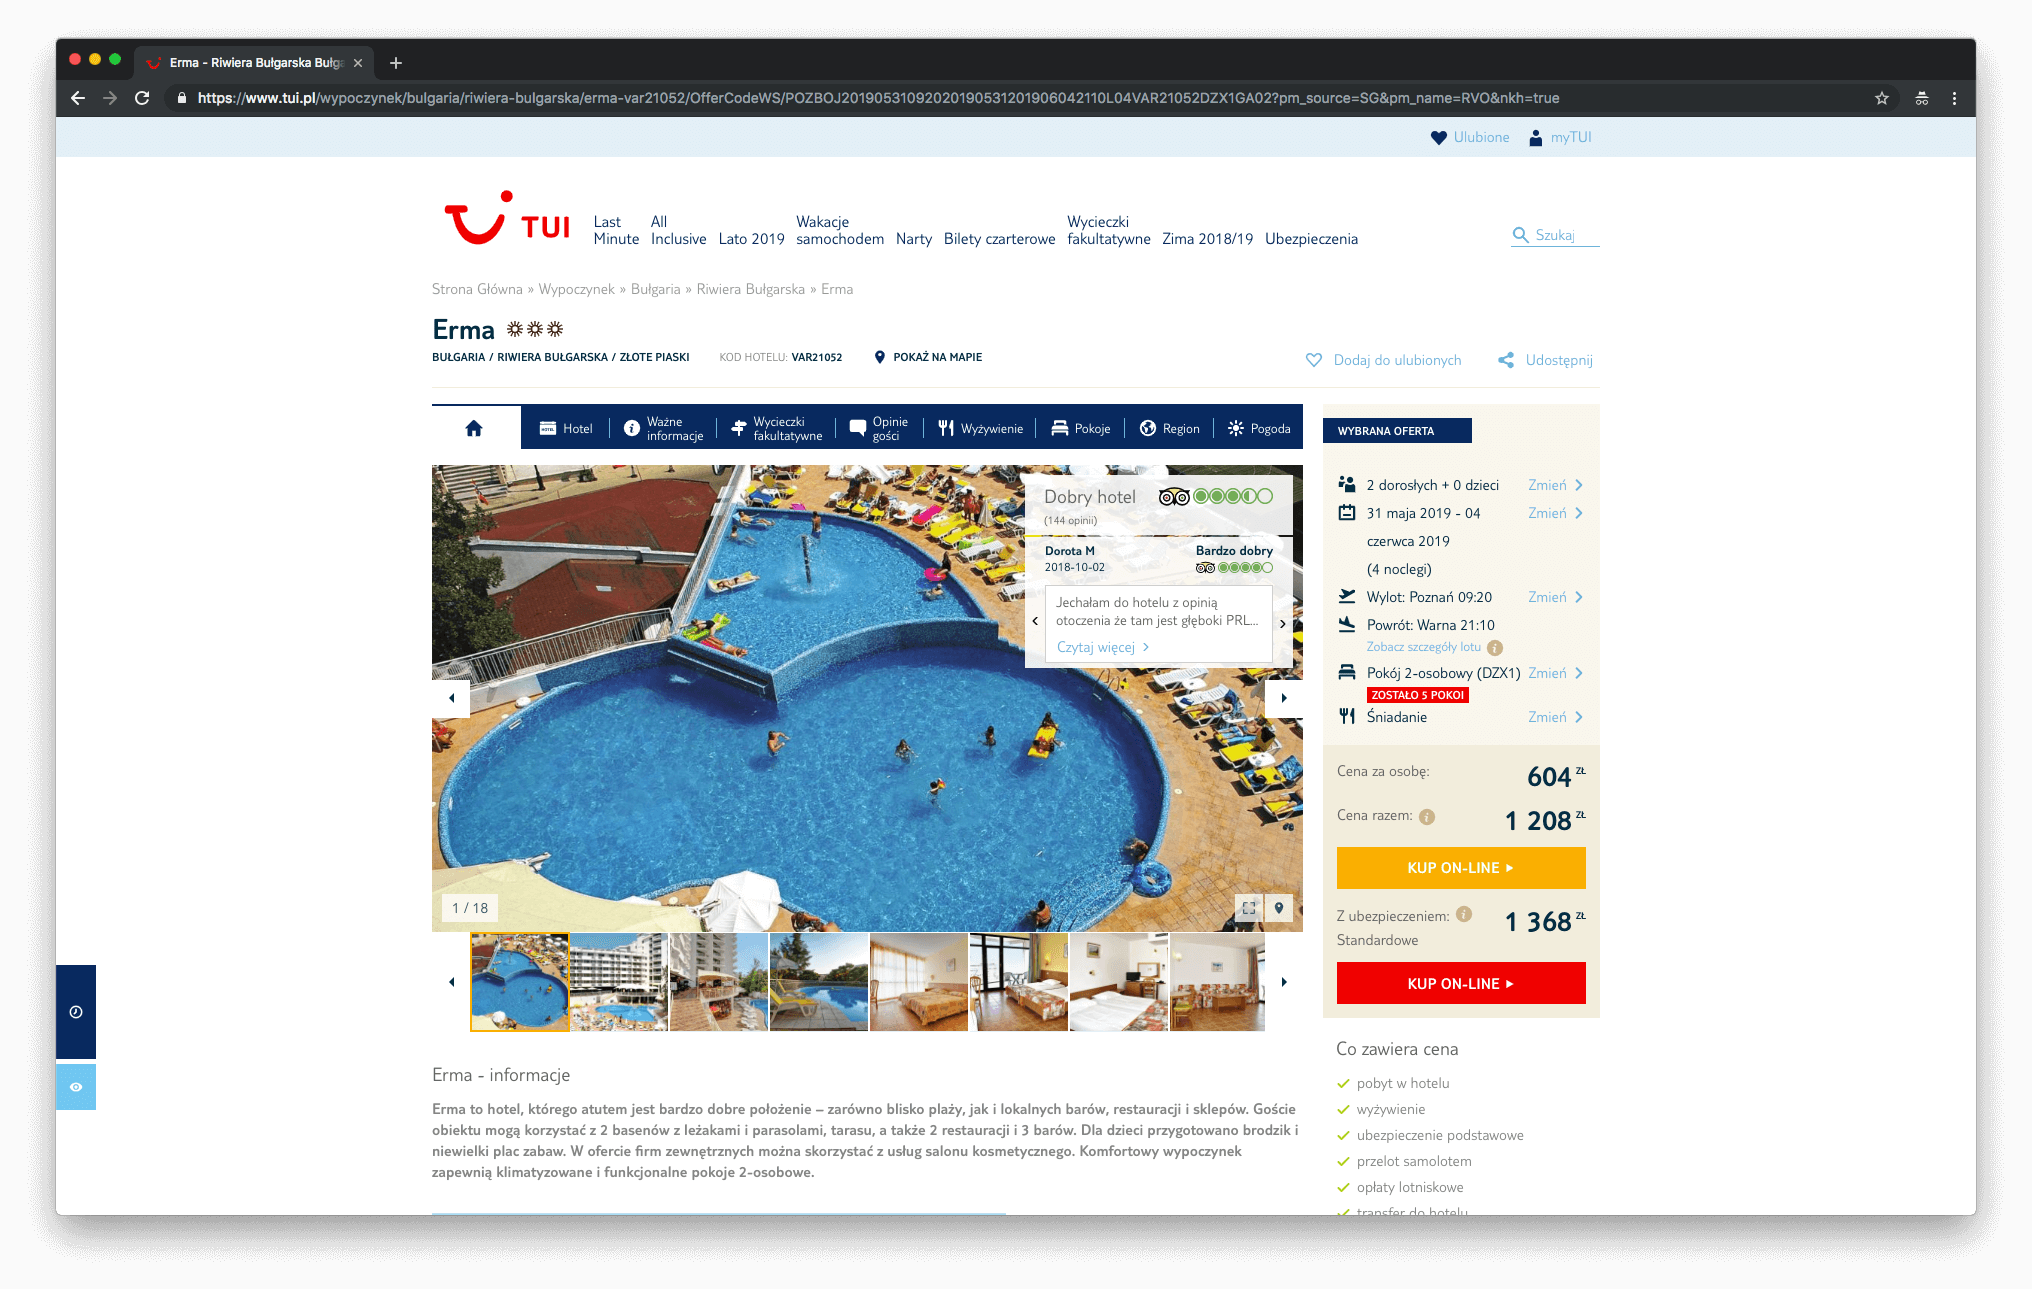 Erma - Riwiera Bułgarska Bułga
https://www.tui.pl/wypoczynek/bulgaria/riwiera-bulgarska/erma-var21052/OfferCodeWS/POZBOJ20190531092020190531201906042110L04VAR21052DZX1GA02?pm_source=SG&pm_name=RVO&nkh=true
Ulubione myTUI
TUI
Last Minute
All Inclusive
Lato 2019
Wakacje samochodem
Narty
Bilety czarterowe
Wycieczki fakultatywne
Zima 2018/19
Ubezpieczenia
Szukaj
Strona Główna » Wypoczynek » Bułgaria » Riwiera Bułgarska » Erma
Erma
BUŁGARIA / RIWIERA BUŁGARSKA / ZŁOTE PIASKI KOD HOTELU: VAR21052 POKAŻ NA MAPIE
Dodaj do ulubionych Udostępnij
Hotel
Ważne informacje
Wycieczki fakultatywne
Opinie gości
Wyżywienie
Pokoje
Region
Pogoda
Dobry hotel
(144 opinii)
Dorota M Bardzo dobry
2018-10-02
Jechałam do hotelu z opinią
otoczenia że tam jest głęboki PRL...
Czytaj więcej
1 / 18
WYBRANA OFERTA
2 dorosłych + 0 dzieci Zmień
31 maja 2019 - 04 Zmień
czerwca 2019
(4 noclegi)
Wylot: Poznań 09:20 Zmień
Powrót: Warna 21:10
Zobacz szczegóły lotu
Pokój 2-osobowy (DZX1) Zmień
ZOSTAŁO 5 POKOI
Śniadanie Zmień
Cena za osobę: 604 ZŁ
Cena razem: 1 208 ZŁ
KUP ON-LINE
Z ubezpieczeniem: 1 368 ZŁ
Standardowe
KUP ON-LINE
Co zawiera cena
pobyt w hotelu
wyżywienie
ubezpieczenie podstawowe
przelot samolotem
opłaty lotniskowe
transfer do hotelu
Erma - informacje
Erma to hotel, którego atutem jest bardzo dobre położenie – zarówno blisko plaży, jak i lokalnych barów, restauracji i sklepów. Goście
obiektu mogą korzystać z 2 basenów z leżakami i parasolami, tarasu, a także 2 restauracji i 3 barów. Dla dzieci przygotowano brodzik i
niewielki plac zabaw. W ofercie firm zewnętrznych można skorzystać z usług salonu kosmetycznego. Komfortowy wypoczynek
zapewnią klimatyzowane i funkcjonalne pokoje 2-osobowe.